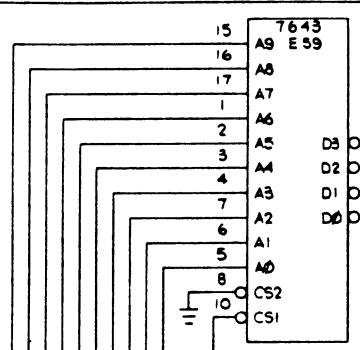 7643
15 A9 E59
16 A8
17 A7
1 A6
2 A5 D3
3 A4 D2
4 A3 D1
7 A2 DØ
6 A1
5 AØ
8 CS2
10 CS1